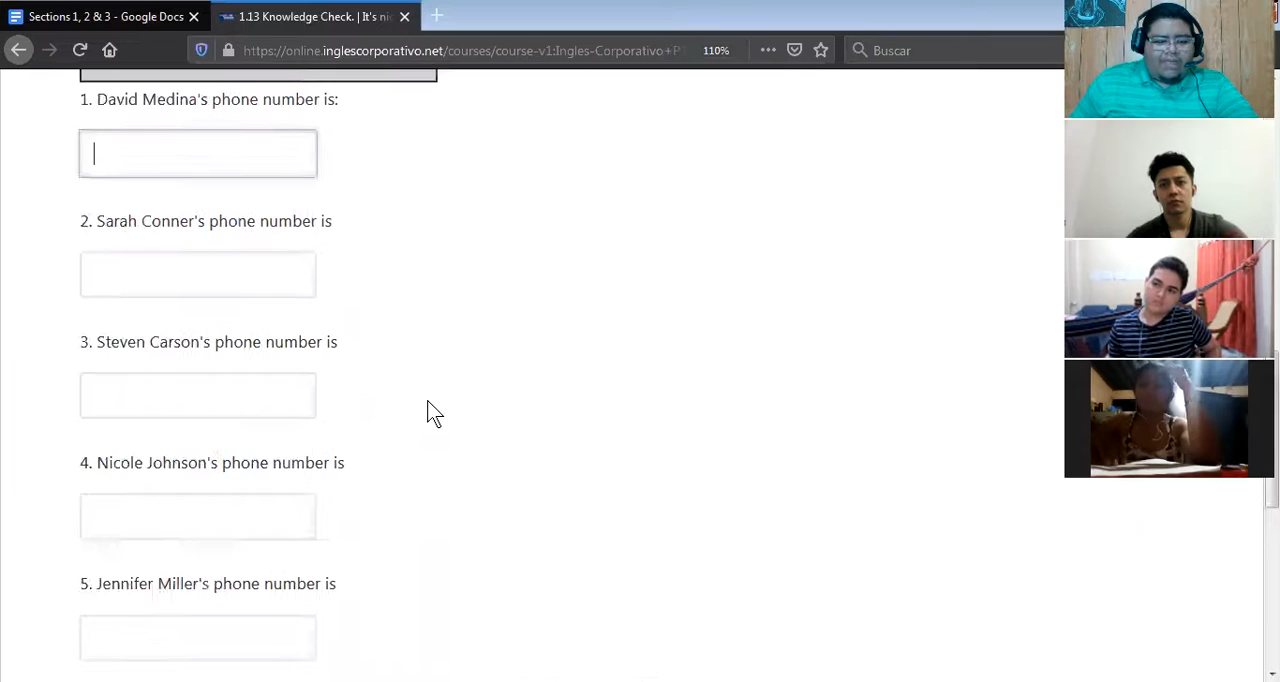 Sections 1, 2 & 3 - Google Docs
1.13 Knowledge Check. | It's ni
https://online.inglescorporativo.net/courses/course-v1:Ingles-Corporativo+P
110%
Buscar
1. David Medina's phone number is:
2. Sarah Conner's phone number is
3. Steven Carson's phone number is
4. Nicole Johnson's phone number is
5. Jennifer Miller's phone number is